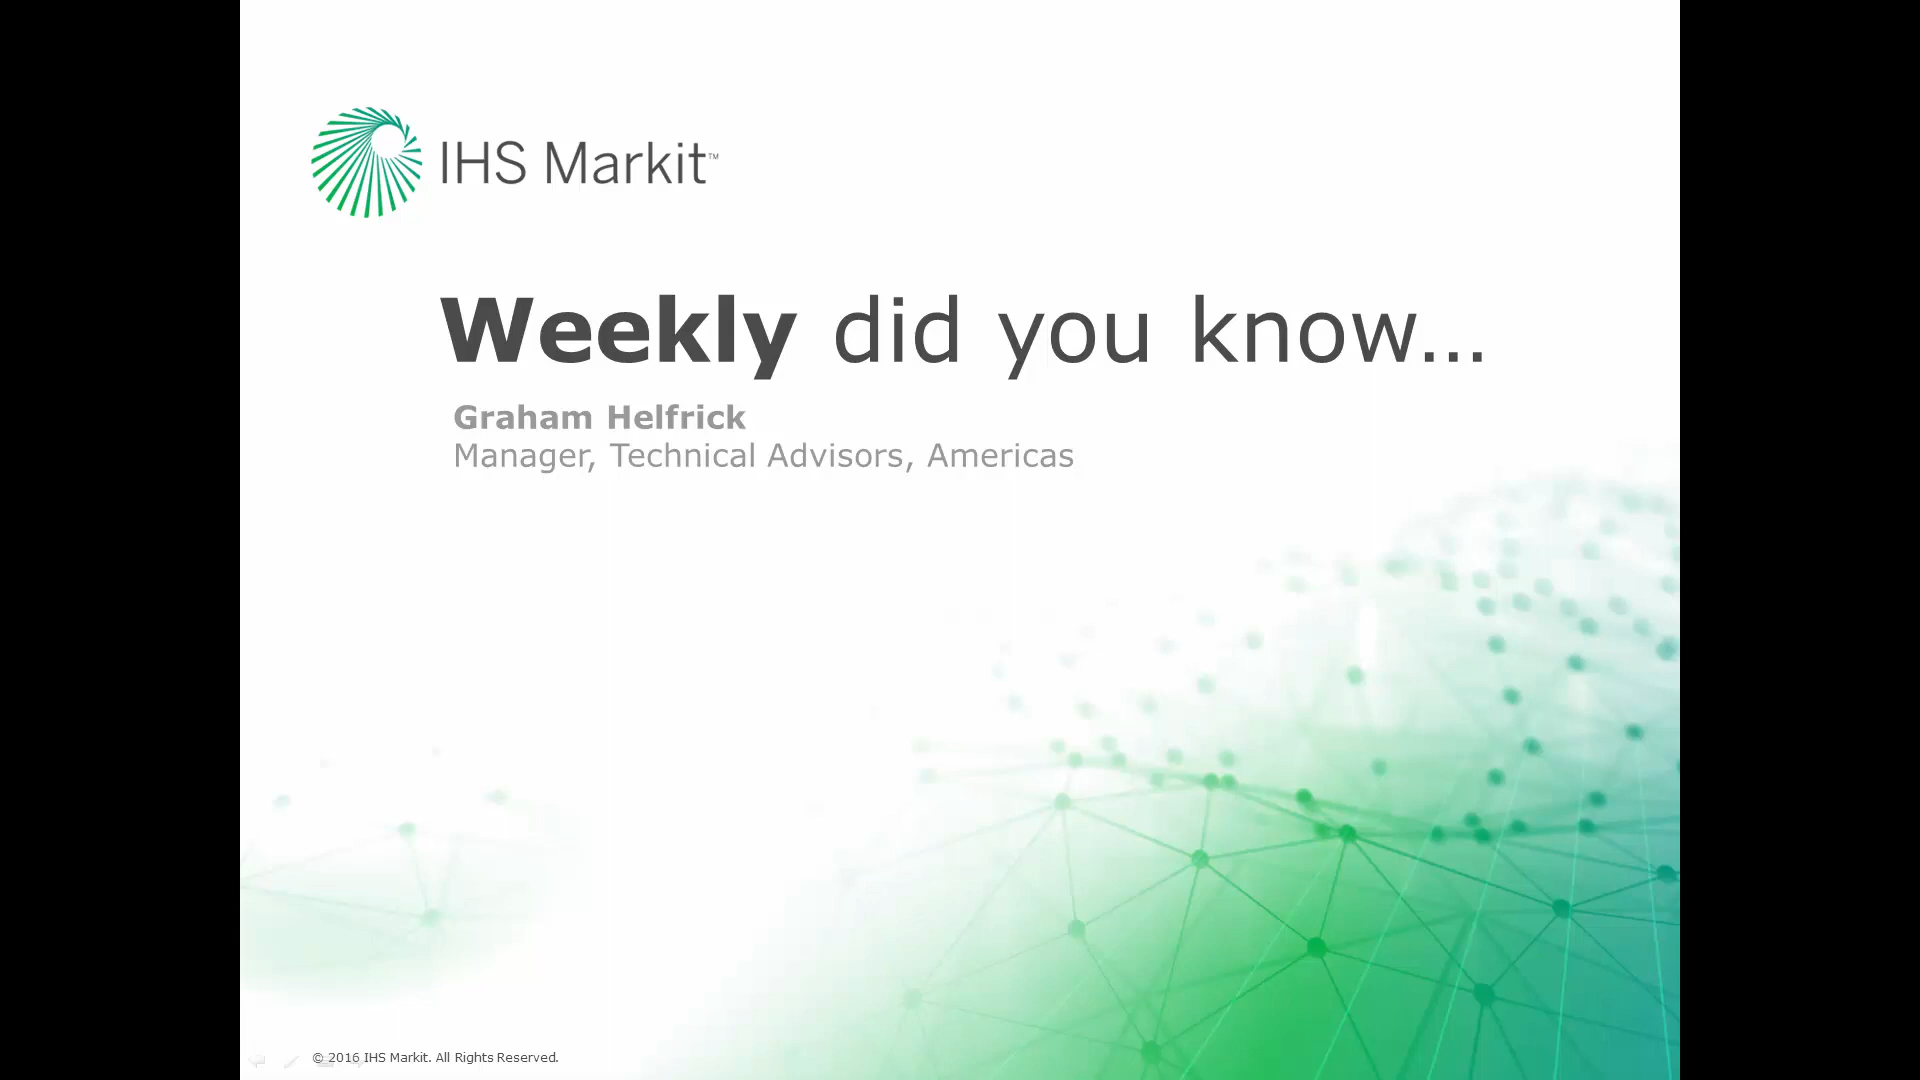 IHS Markit™
Weekly did you know...
Graham Helfrick
Manager, Technical Advisors, Americas
© 2016 IHS Markit. All Rights Reserved.